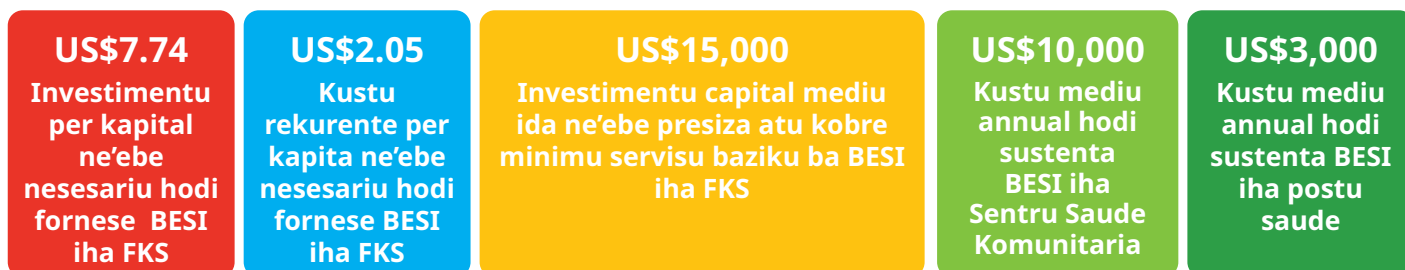 US$7.74
Investimentu
per kapital
ne’ebe
nesesariu hodi
fornese BESI
iha FKS
US$2.05
Kustu
rekurente per
kapita ne’ebe
nesesariu hodi
fornese BESI
iha FKS
US$15,000
Investimentu capital mediu
ida ne’ebe presiza atu kobre
minimu servisu baziku ba BESI
iha FKS
US$10,000
Kustu mediu
annual hodi
sustenta
BESI iha
Sentru Saude
Komunitaria
US$3,000
Kustu mediu
annual hodi
sustenta BESI
iha postu
saude